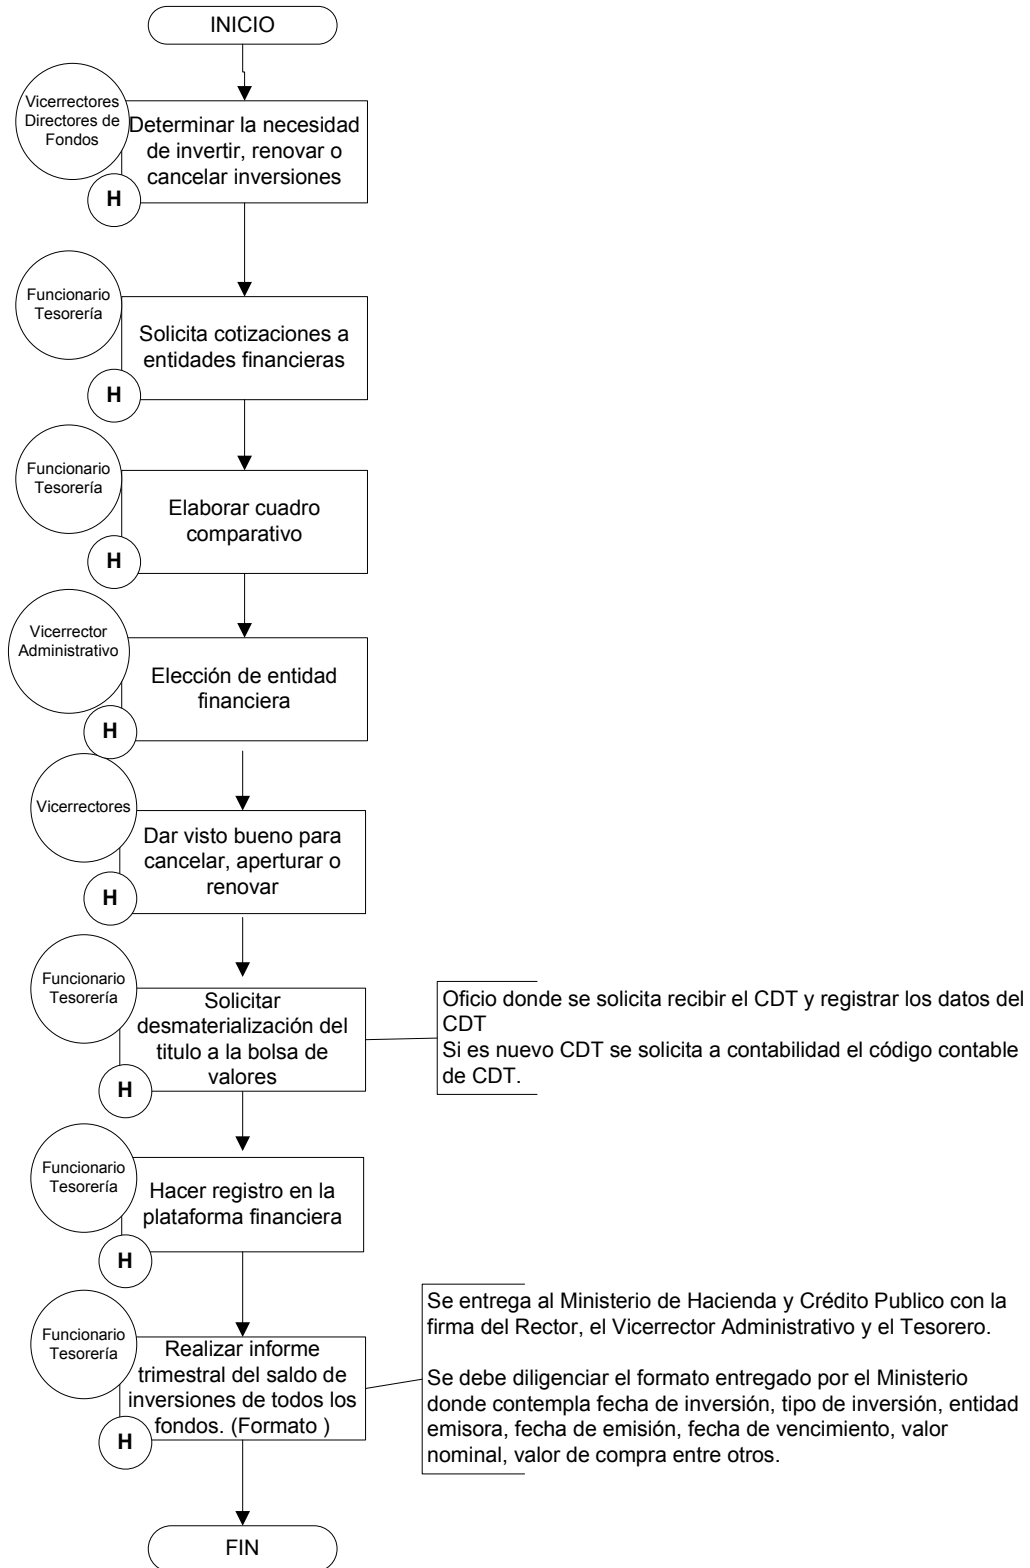 INICIO
Vicerrectores
Directores de
Fondos
Determinar la necesidad
de invertir, renovar o
cancelar inversiones
H
Funcionario
Tesorería
Solicita cotizaciones a
entidades financieras
H
Funcionario
Tesorería
Elaborar cuadro
comparativo
H
Vicerrector
Administrativo
Elección de entidad
financiera
H
Vicerrectores
Dar visto bueno para
cancelar, aperturar o
renovar
H
Funcionario
Tesorería
Solicitar
desmaterialización del
titulo a la bolsa de
valores
H
Oficio donde se solicita recibir el CDT y registrar los datos del
CDT
Si es nuevo CDT se solicita a contabilidad el código contable
de CDT.
Funcionario
Tesorería
Hacer registro en la
plataforma financiera
H
Funcionario
Tesorería
Realizar informe
trimestral del saldo de
inversiones de todos los
fondos. (Formato )
H
Se entrega al Ministerio de Hacienda y Crédito Publico con la
firma del Rector, el Vicerrector Administrativo y el Tesorero.
Se debe diligenciar el formato entregado por el Ministerio
donde contempla fecha de inversión, tipo de inversión, entidad
emisora, fecha de emisión, fecha de vencimiento, valor
nominal, valor de compra entre otros.
FIN